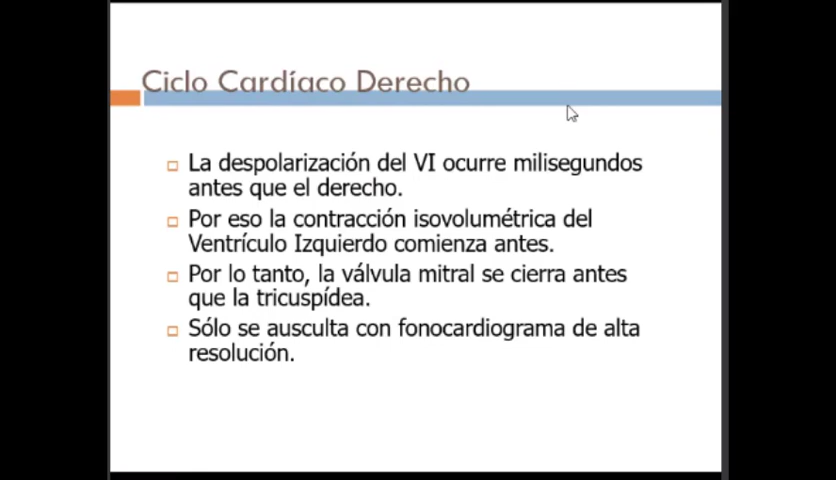 Ciclo Cardíaco Derecho
La despolarización del VI ocurre milisegundos
antes que el derecho.
Por eso la contracción isovolumétrica del
Ventrículo Izquierdo comienza antes.
Por lo tanto, la válvula mitral se cierra antes
que la tricuspídea.
Sólo se ausculta con fonocardiograma de alta
resolución.